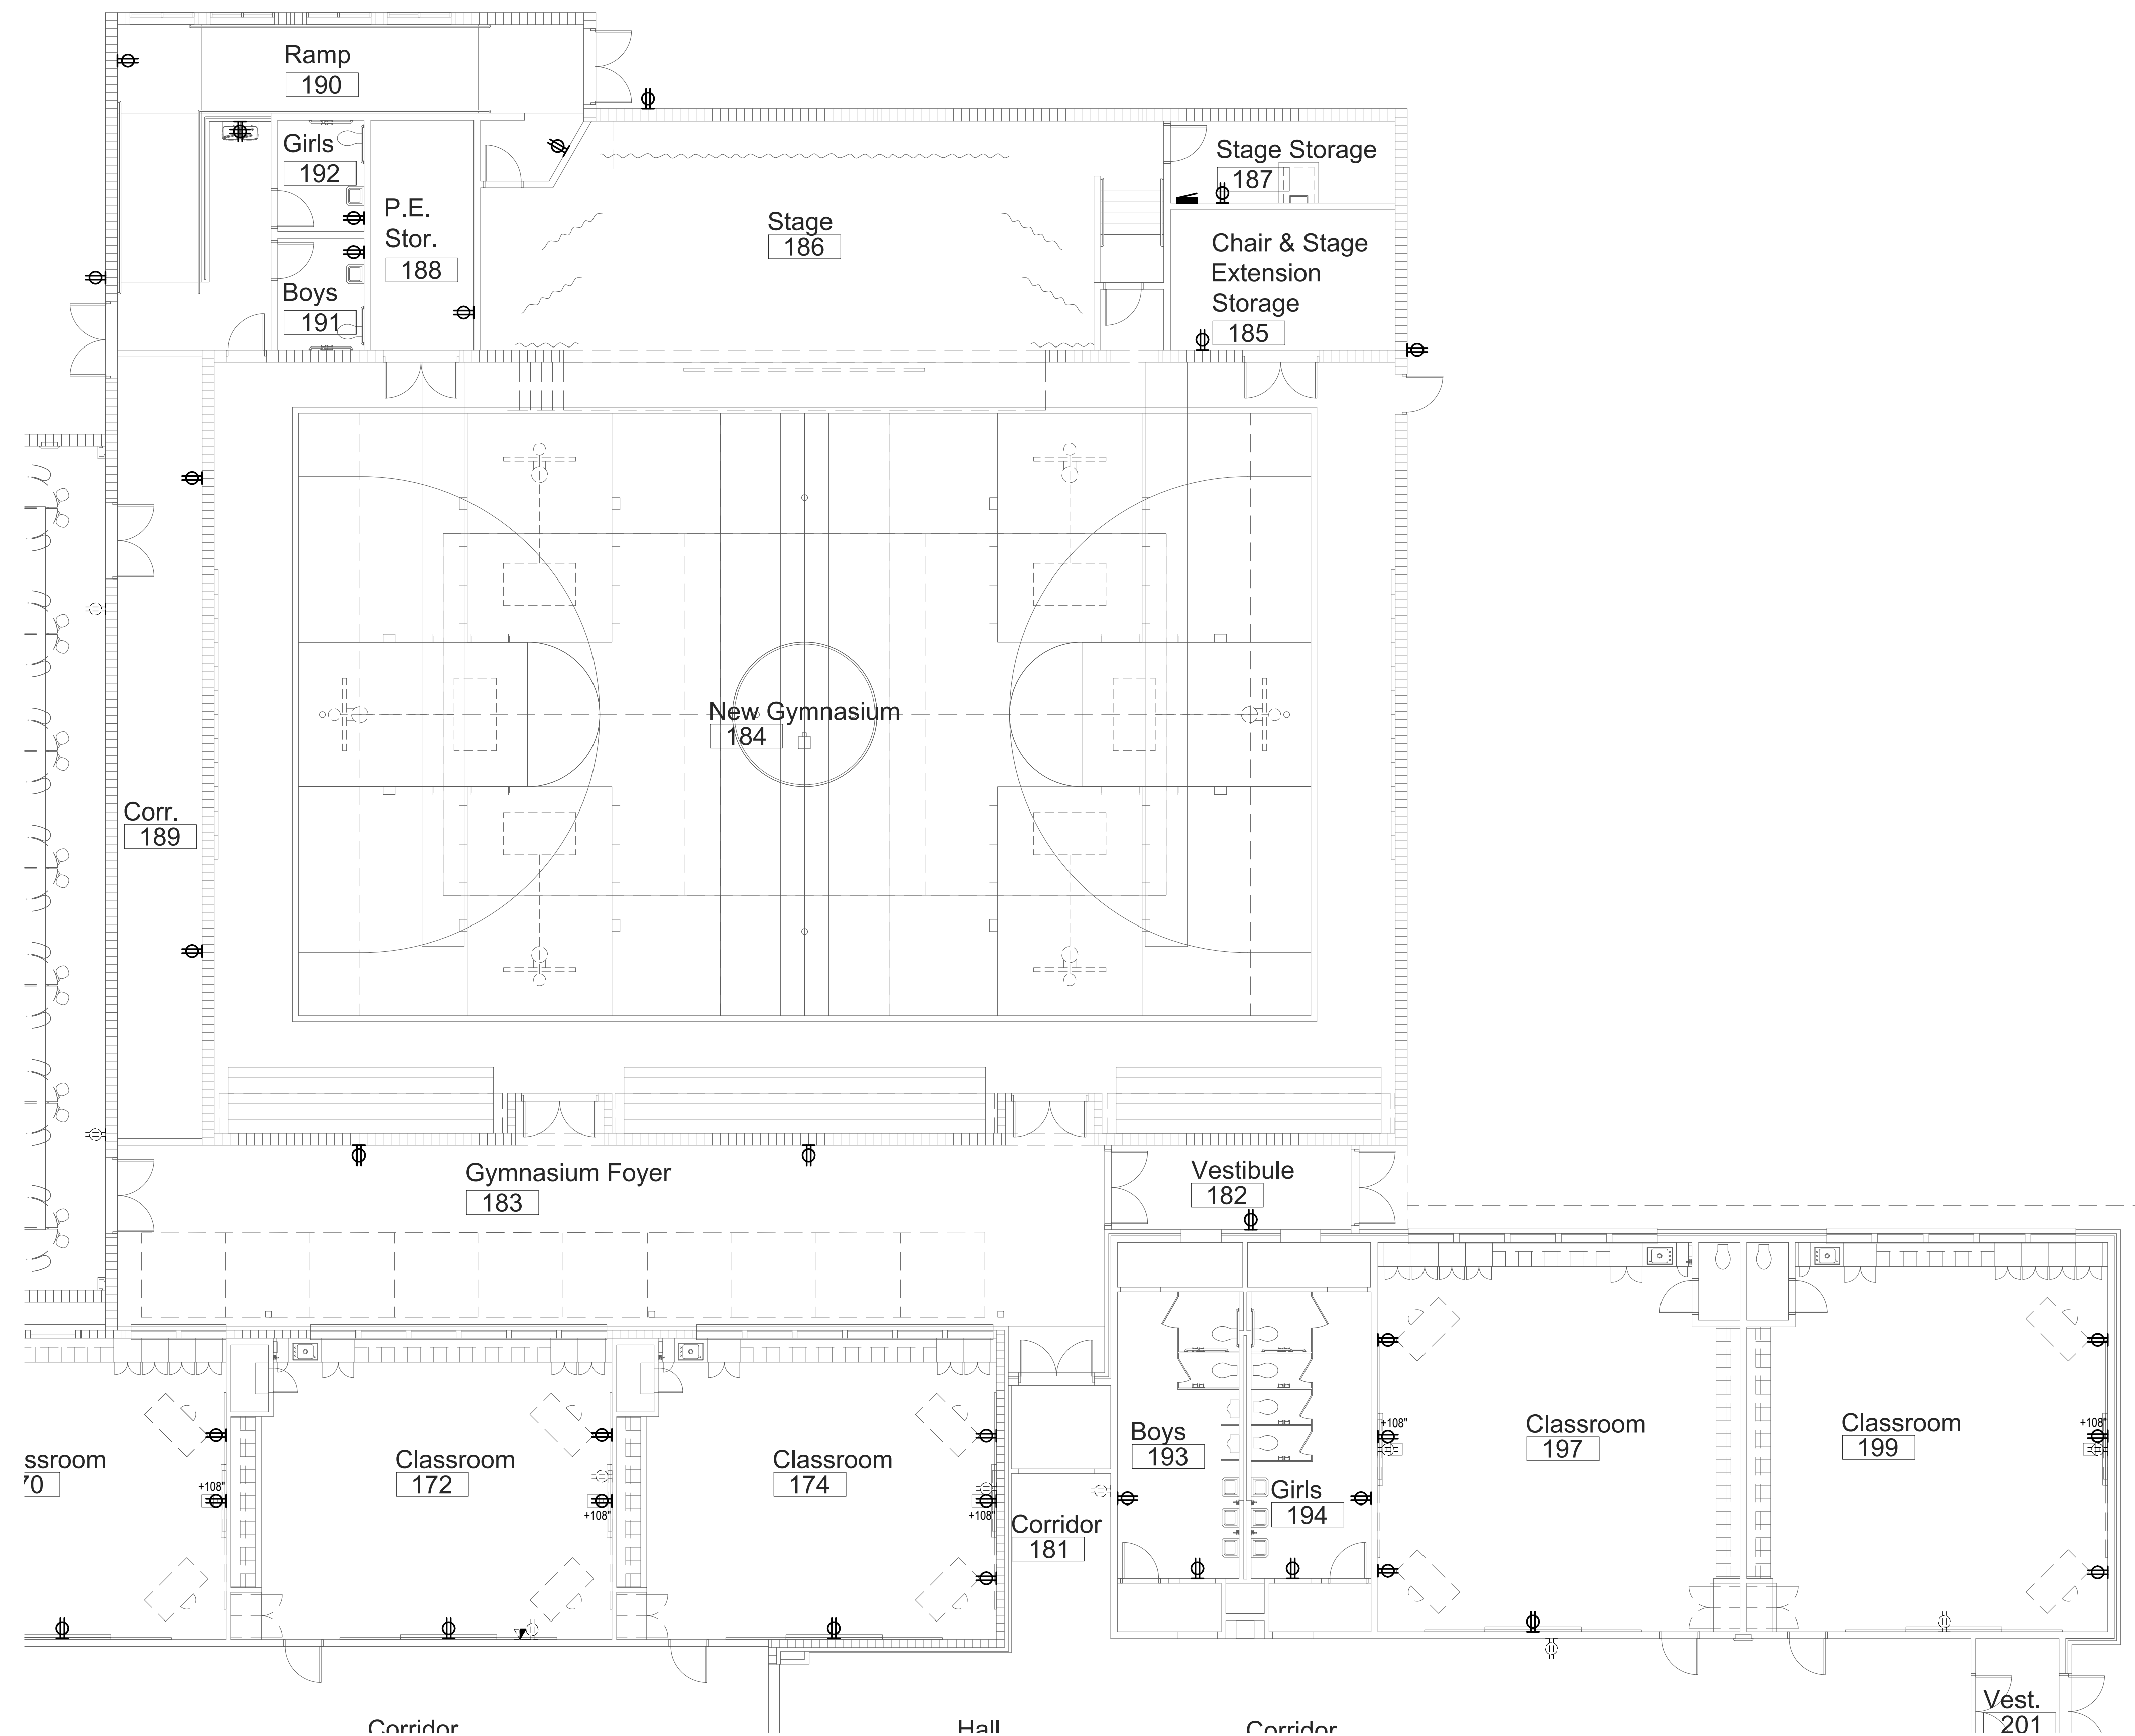 Ramp
190
Girls
192
P.E.
Stor.
188
Boys
191
Stage
186
Stage Storage
187
Chair & Stage
Extension
Storage
185
New Gymnasium
184
Corr.
189
Gymnasium Foyer
183
Vestibule
182
ssroom
70
+108"
Classroom
172
+108"
Classroom
174
+108"
Corridor
181
Boys
193
Girls
194
+108"
Classroom
197
Classroom
199
+108"
Corridor
Hall
Corridor
Vest.
201